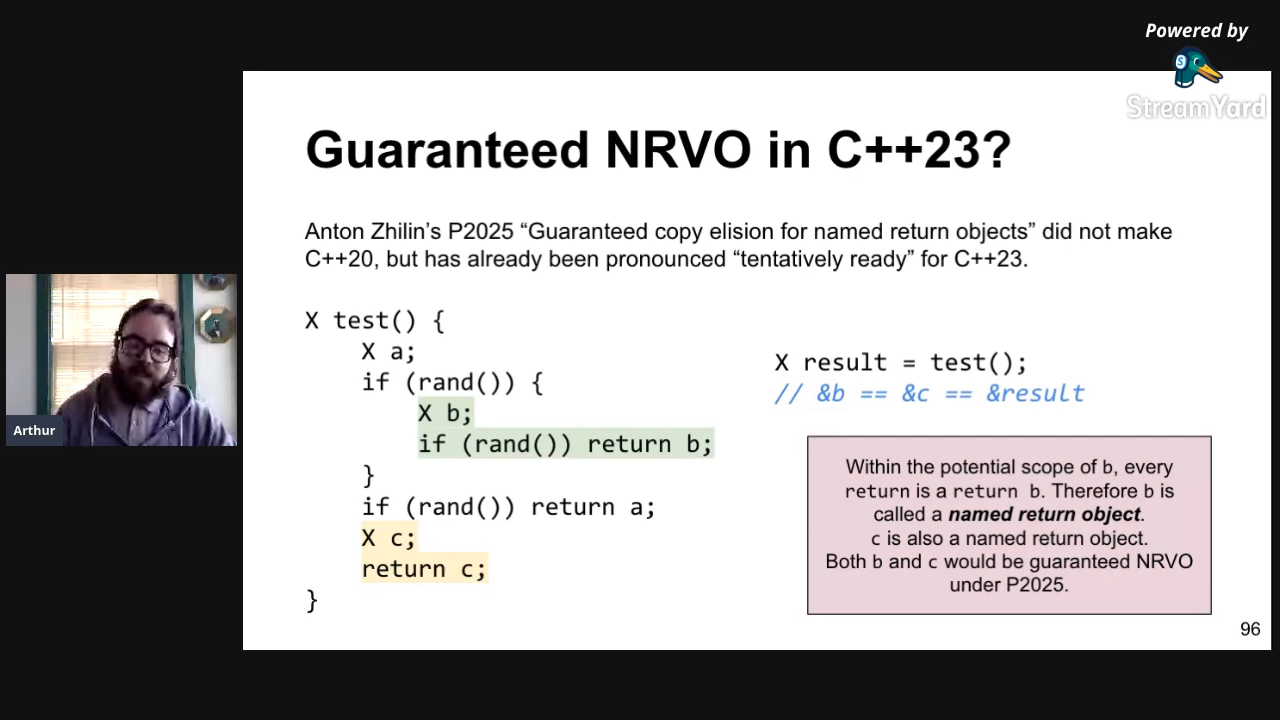 Powered by
StreamYard
Guaranteed NRVO in C++23?
Anton Zhilin’s P2025 “Guaranteed copy elision for named return objects” did not make
C++20, but has already been pronounced “tentatively ready” for C++23.
X test() {
    X a;
    if (rand()) {
        X b;
        if (rand()) return b;
    }
    if (rand()) return a;
    X c;
    return c;
}
X result = test();
// &b == &c == &result
Within the potential scope of b, every
return is a return b. Therefore b is
called a named return object.
c is also a named return object.
Both b and c would be guaranteed NRVO
under P2025.
96
Arthur